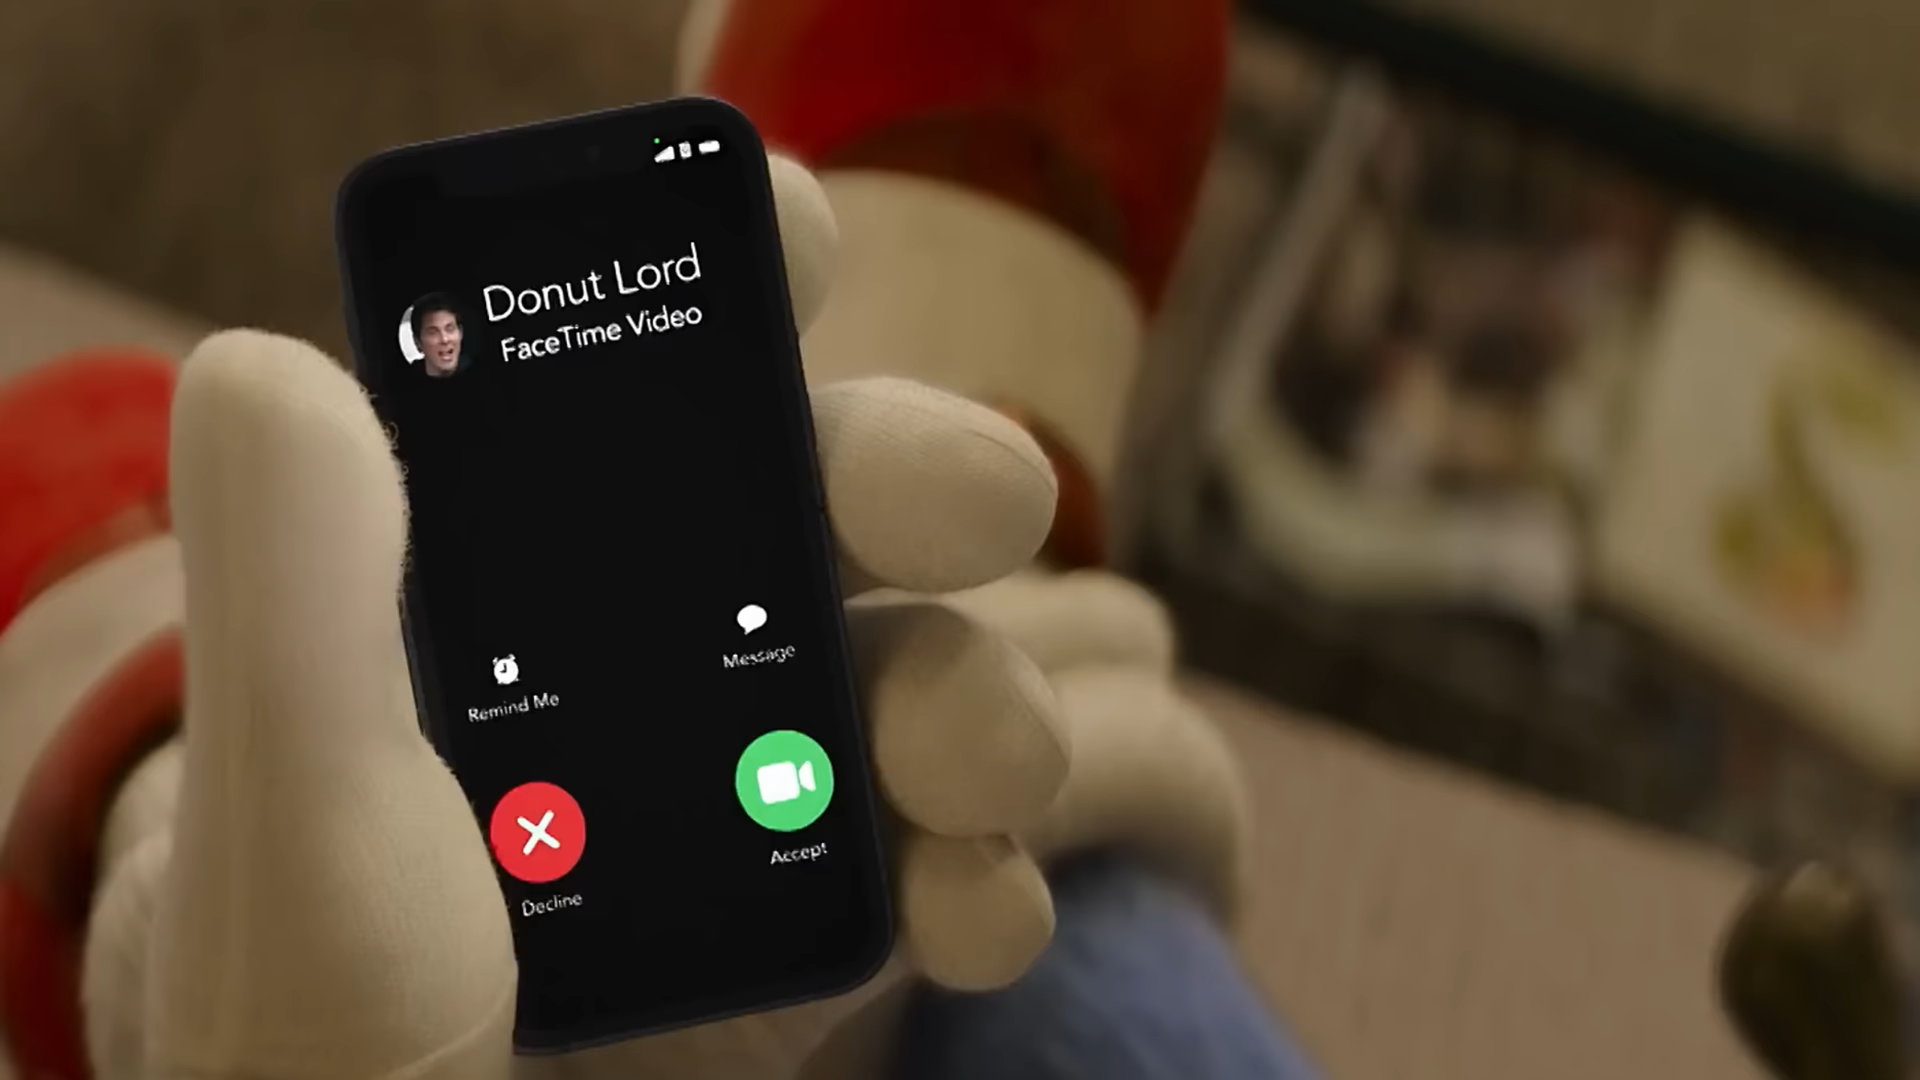 Donut Lord
FaceTime Video
Remind Me
Message
Decline
Accept